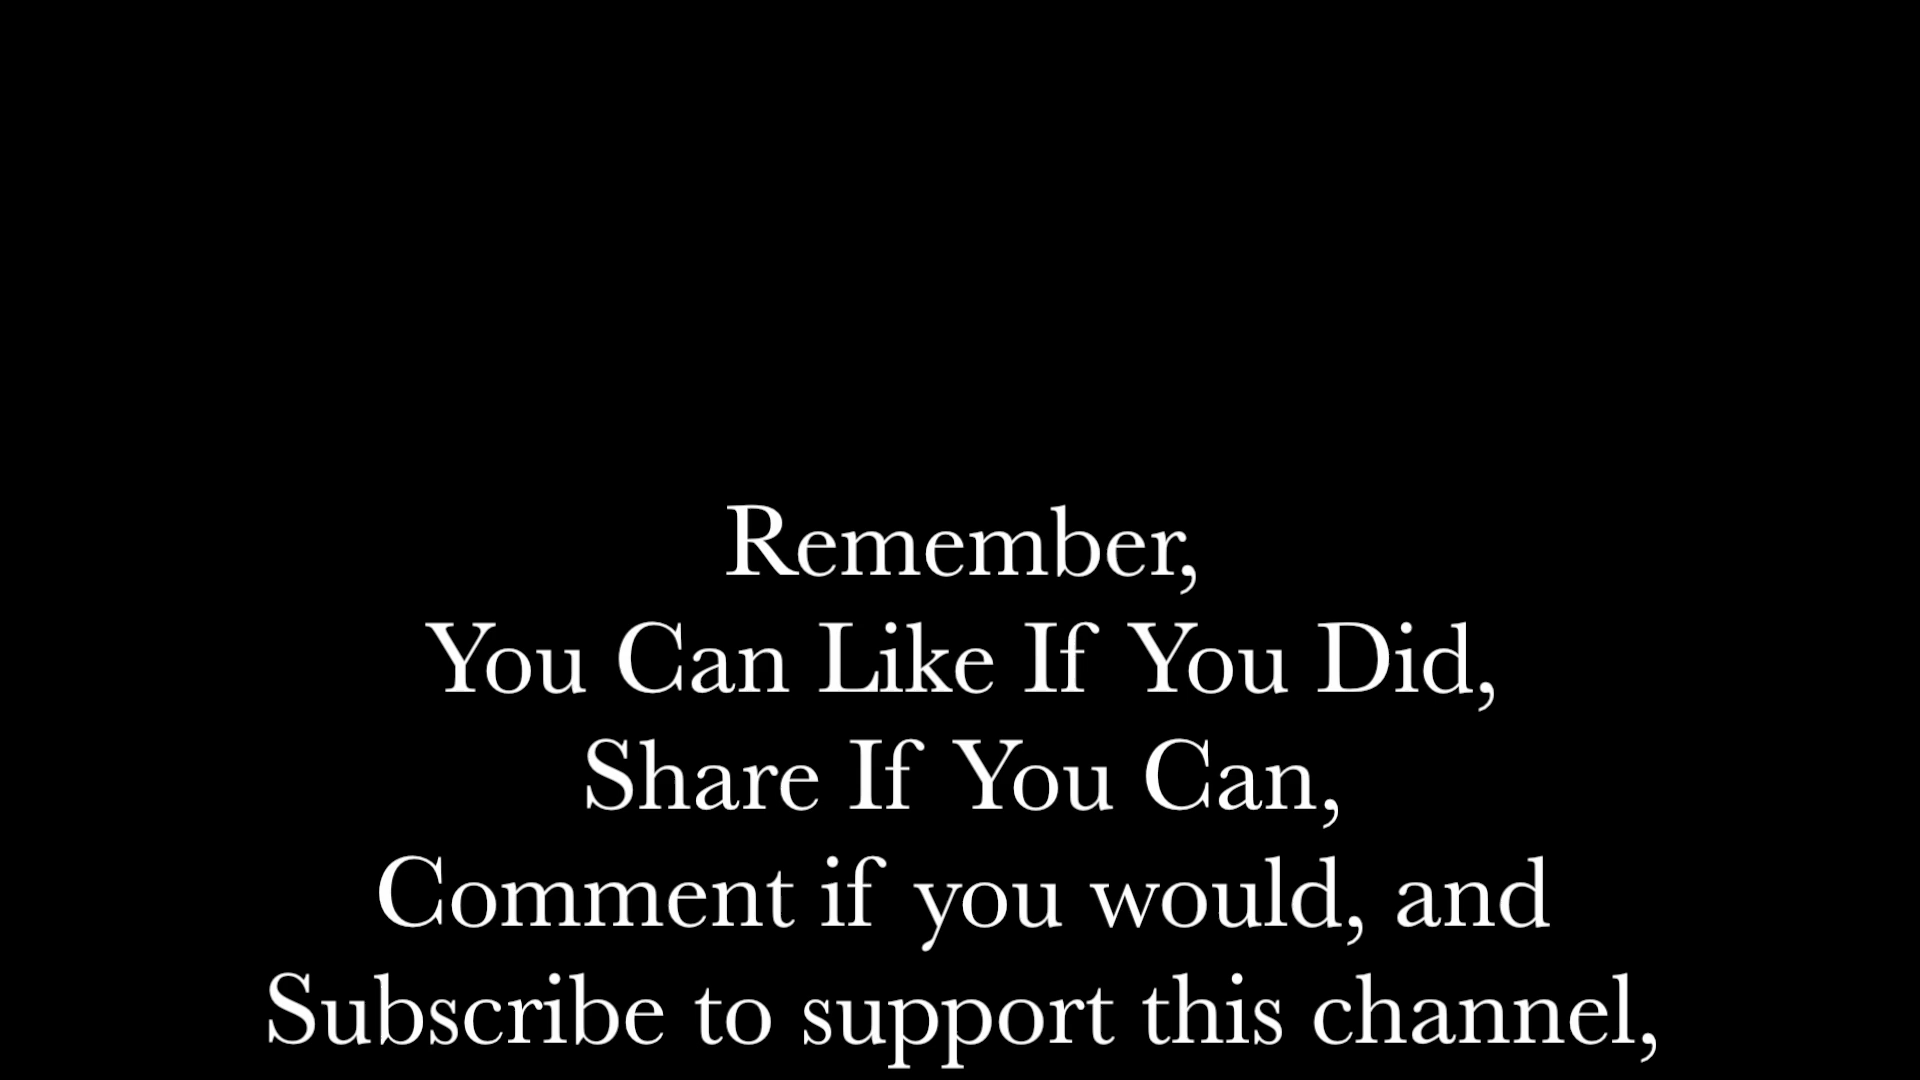 Remember,
You Can Like If You Did,
Share If You Can,
Comment if you would, and
Subscribe to support this channel,